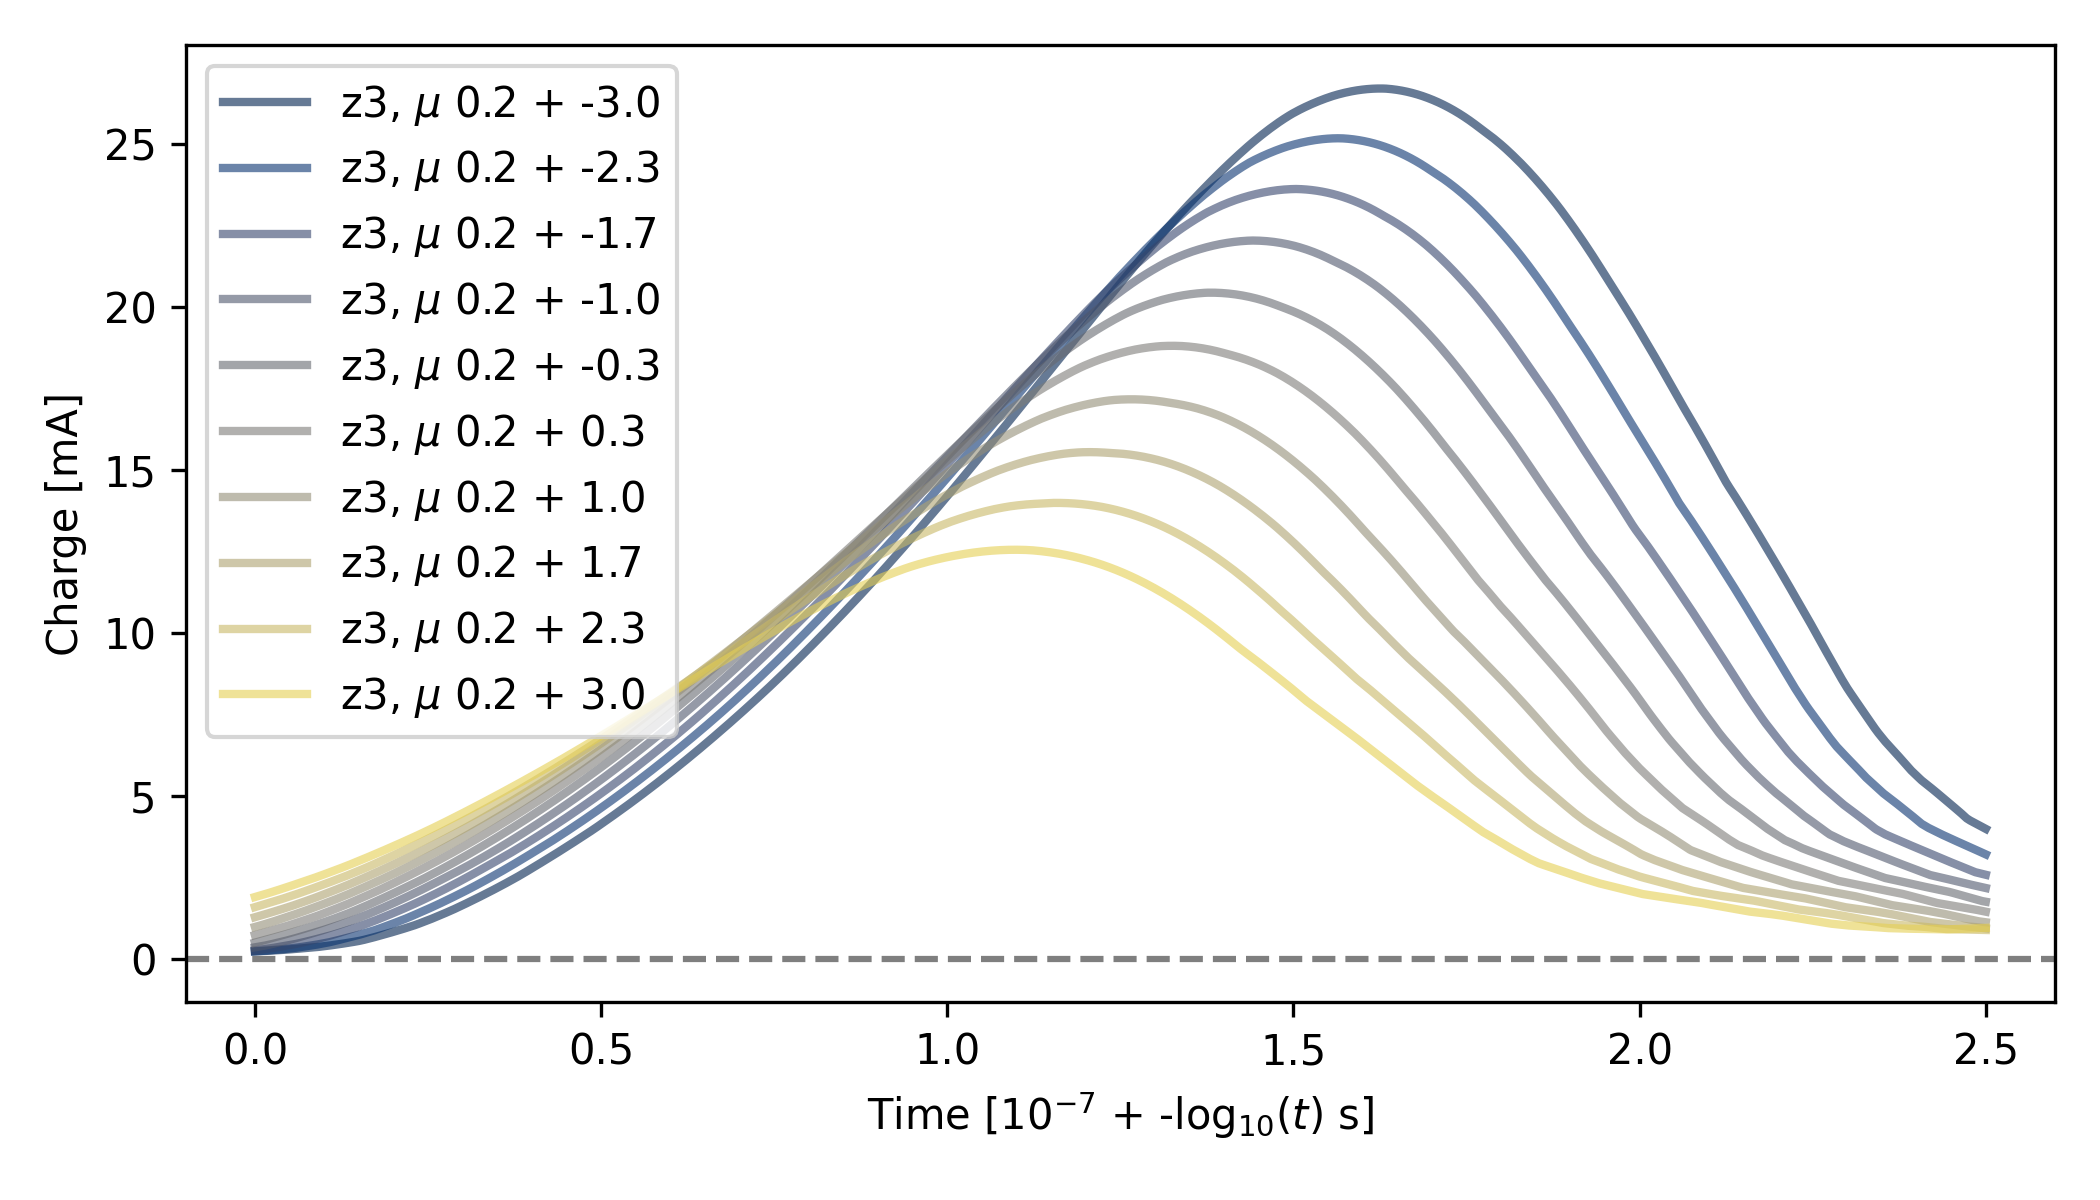 z3, μ 0.2 + -3.0
z3, μ 0.2 + -2.3
z3, μ 0.2 + -1.7
z3, μ 0.2 + -1.0
z3, μ 0.2 + -0.3
z3, μ 0.2 + 0.3
z3, μ 0.2 + 1.0
z3, μ 0.2 + 1.7
z3, μ 0.2 + 2.3
z3, μ 0.2 + 3.0
Charge [mA]
25
20
15
10
5
0
0.0 0.5 1.0 1.5 2.0 2.5
Time [10⁻⁷ + -log₁₀(t) s]